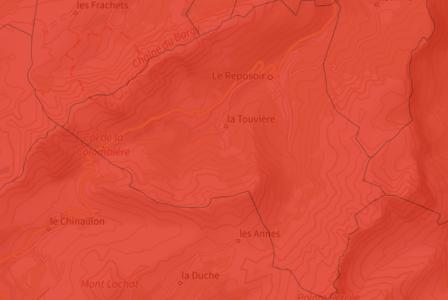 les Frachets
Chaîne du Barg
Le Reposoir
la Touvière
Col de la
Colombière
le Chinaillon
les Annes
la Duche
Mont Lachat